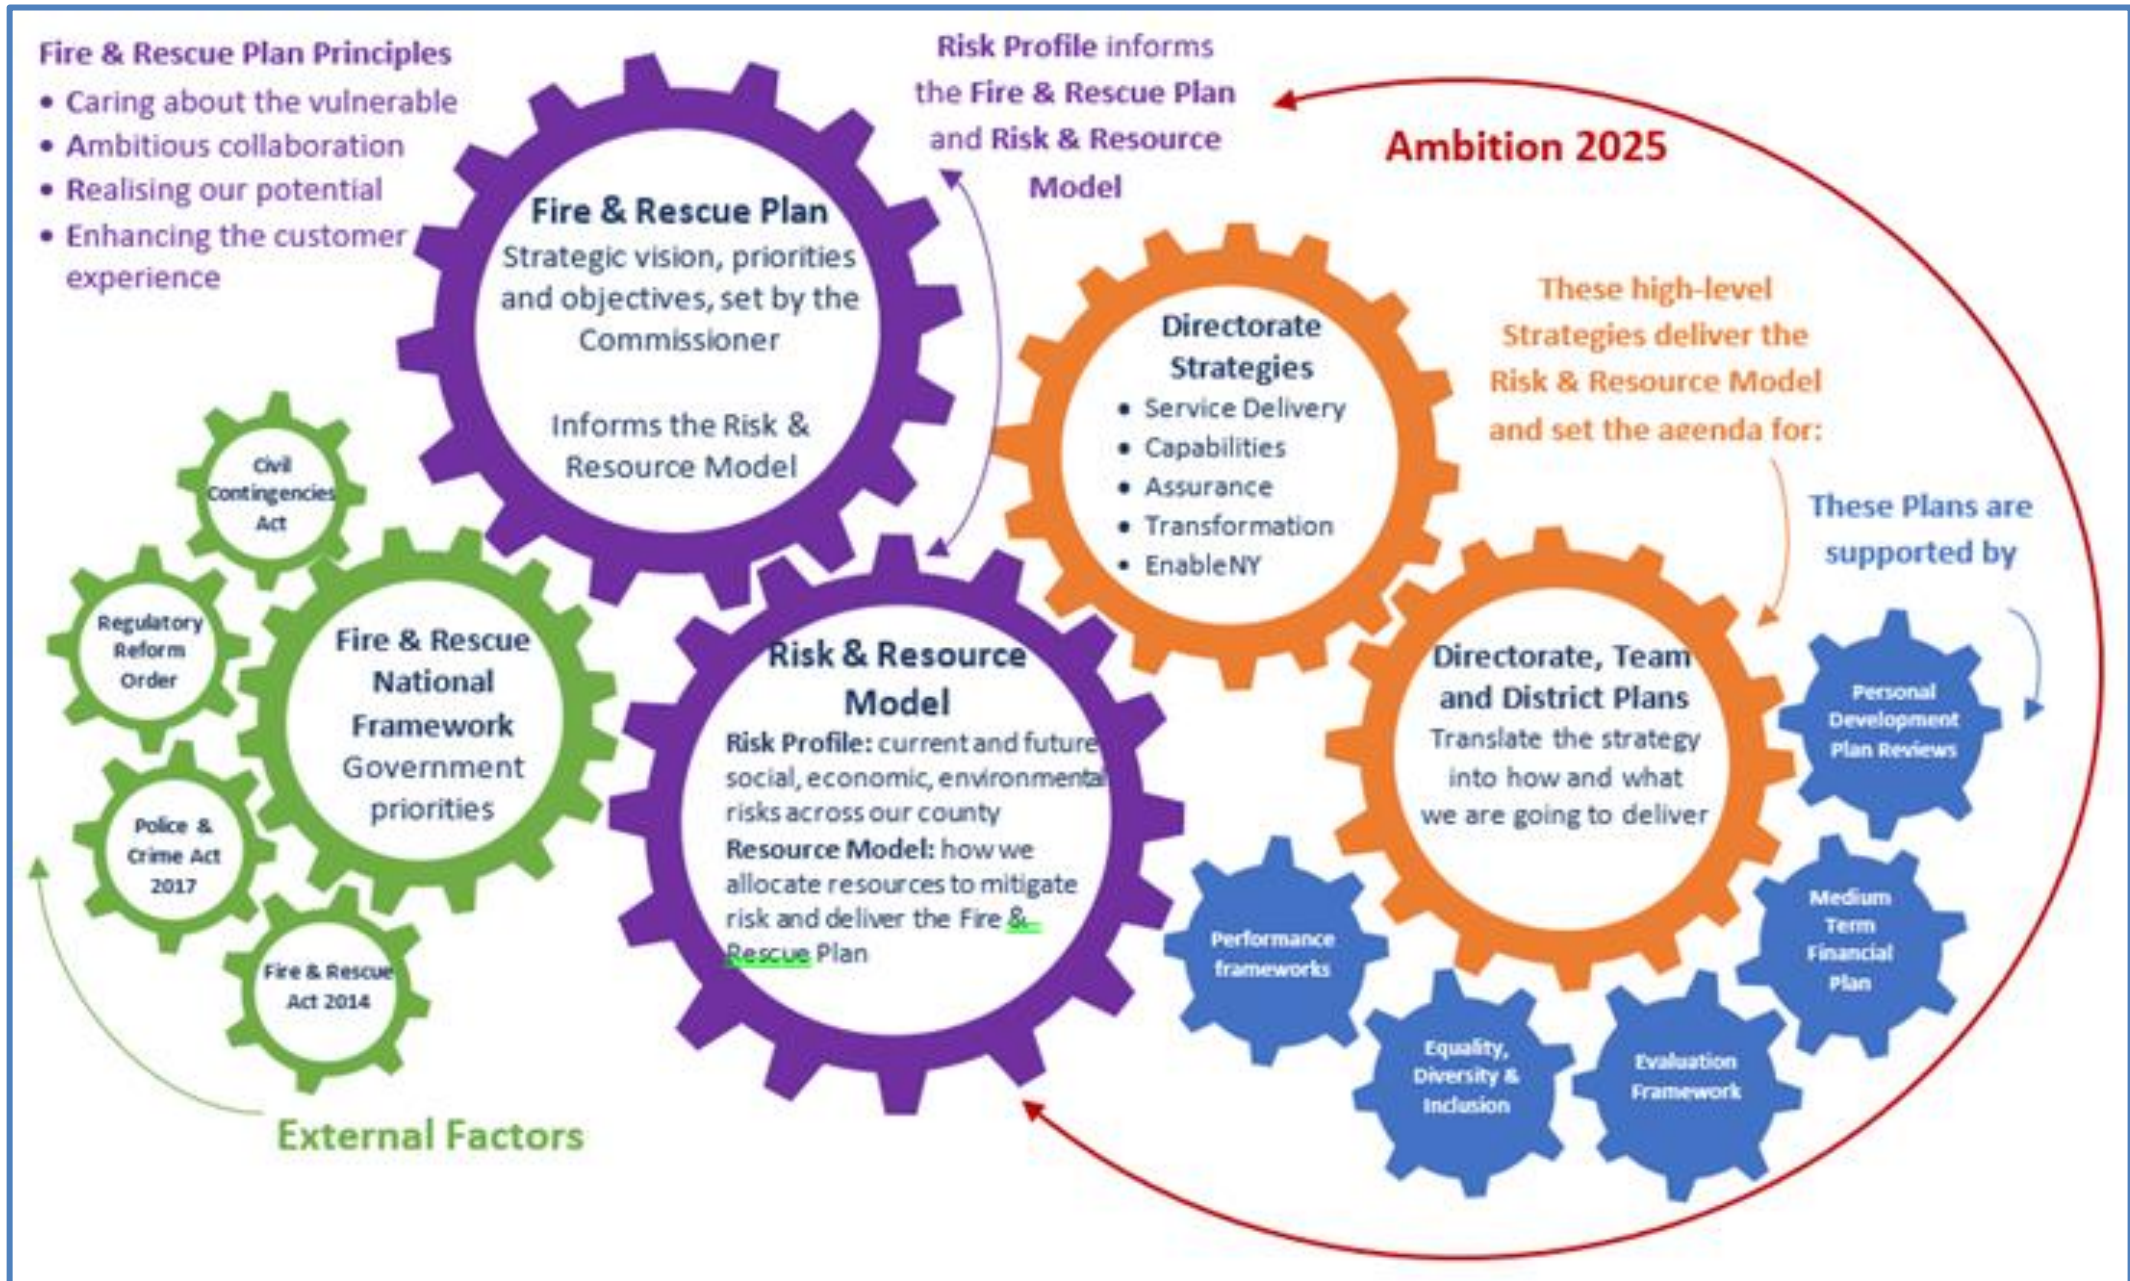 Fire & Rescue Plan Principles
• Caring about the vulnerable
• Ambitious collaboration
• Realising our potential
• Enhancing the customer
experience
Risk Profile informs
the Fire & Rescue Plan
and Risk & Resource
Model
Ambition 2025
Fire & Rescue Plan
Strategic vision, priorities
and objectives, set by the
Commissioner
Informs the Risk &
Resource Model
Directorate
Strategies
• Service Delivery
• Capabilities
• Assurance
• Transformation
• EnableNY
These high-level
Strategies deliver the
Risk & Resource Model
and set the agenda for:
These Plans are
supported by
Civil
Contingencies
Act
Regulatory
Reform
Order
Police &
Crime Act
2017
Fire & Rescue
Act 2014
Fire & Rescue
National
Framework
Government
priorities
External Factors
Risk & Resource
Model
Risk Profile: current and future
social, economic, environmental
risks across our county
Resource Model: how we
allocate resources to mitigate
risk and deliver the Fire &
Rescue Plan
Directorate, Team
and District Plans
Translate the strategy
into how and what
we are going to deliver
Personal
Development
Plan Reviews
Medium
Term
Financial
Plan
Performance
frameworks
Equality,
Diversity &
Inclusion
Evaluation
Framework